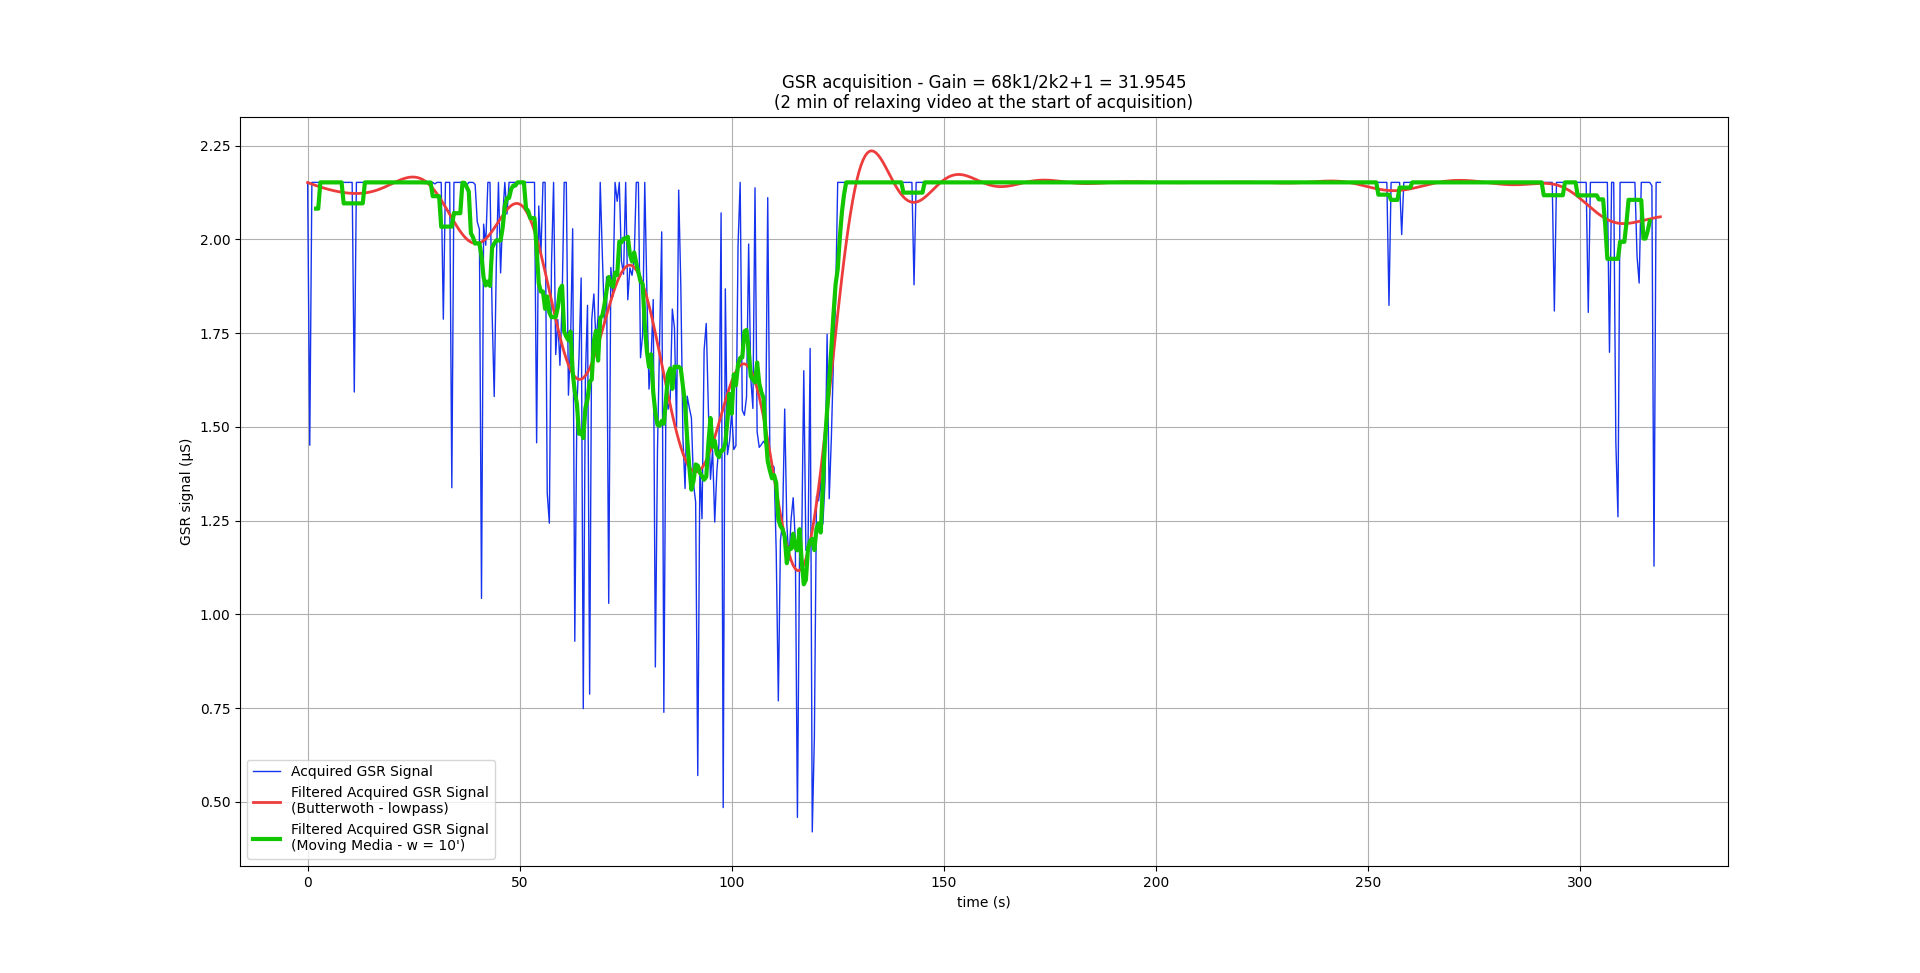 GSR acquisition - Gain = 68k1/2k2+1 = 31.9545
(2 min of relaxing video at the start of acquisition)
GSR signal (μS)
2.25
2.00
1.75
1.50
1.25
1.00
0.75
0.50
Acquired GSR Signal
Filtered Acquired GSR Signal
(Butterwoth - lowpass)
Filtered Acquired GSR Signal
(Moving Media - w = 10')
0 50 100 150 200 250 300
time (s)